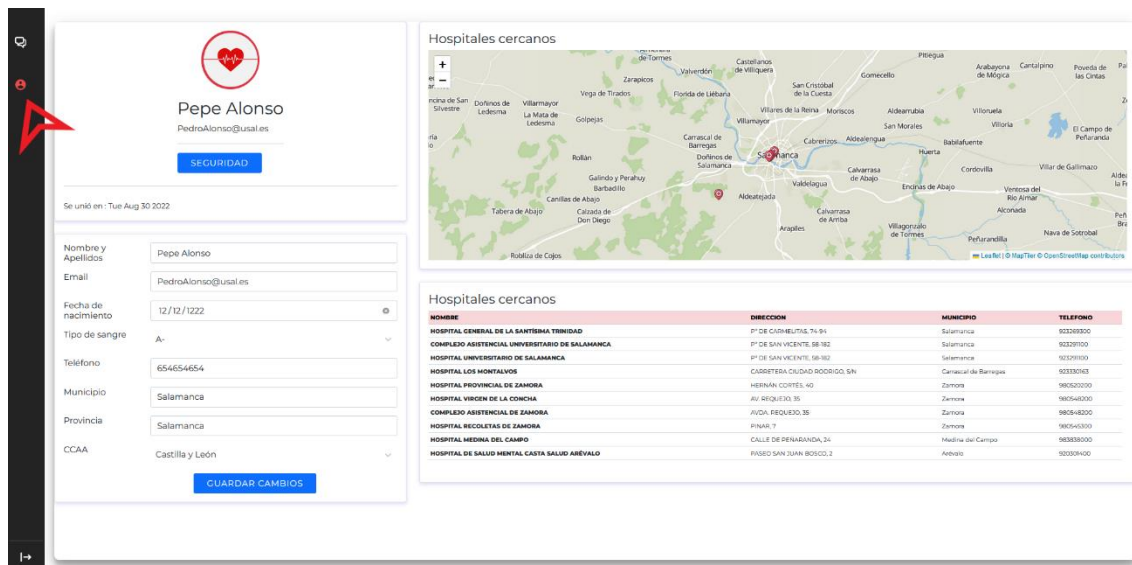 Pepe Alonso
PedroAlonso@usal.es
SEGURIDAD
Se unió en : Tue Aug 30 2022
Nombre y
Apellidos
Pepe Alonso
Email
PedroAlonso@usal.es
Fecha de
nacimiento
12/12/1222
Tipo de sangre
A-
Teléfono
654654654
Municipio
Salamanca
Provincia
Salamanca
CCAA
Castilla y León
GUARDAR CAMBIOS
Hospitales cercanos
+
−
de Tormes
Castellanos
de Villiquera
Pitiegua
Valverdón
Gomecello
Arabayona
de Mógica
Cantalpino
Poveda de
las Cintas
Zarapicos
San Cristóbal
de la Cuesta
Vega de Tirados
Florida de Liébana
Doñinos de
Ledesma
Villarmayor
La Mata de
Ledesma
Golpejas
Villares de la Reina
Moriscos
Aldearrubia
Villoruela
Villamayor
San Morales
Villoria
El Campo de
Peñaranda
Carrascal de
Barregas
Cabrerizos
Aldealengua
Babilafuente
Rollán
Doñinos de
Salamanca
Salamanca
Huerta
Cordovilla
Villar de Gallimazo
Galindo y Perahuy
Barbadillo
Calvarrasa
de Abajo
Valdelagua
Encinas de Abajo
Ventosa del
Río Almar
Canillas de Abajo
Aldeatejada
Tabera de Abajo
Calzada de
Don Diego
Calvarrasa
de Arriba
Alconada
Arapiles
Villagonzalo
de Tormes
Peñarandilla
Nava de Sotrobal
Robliza de Cojos
Leaflet | © MapTiler © OpenStreetMap contributors
Hospitales cercanos
NOMBRE DIRECCION MUNICIPIO TELEFONO
HOSPITAL GENERAL DE LA SANTÍSIMA TRINIDAD Pº DE CARMELITAS, 74-94 Salamanca 923269300
COMPLEJO ASISTENCIAL UNIVERSITARIO DE SALAMANCA Pº DE SAN VICENTE, 58-182 Salamanca 923291100
HOSPITAL UNIVERSITARIO DE SALAMANCA Pº DE SAN VICENTE, 58-182 Salamanca 923291100
HOSPITAL LOS MONTALVOS CARRETERA CIUDAD RODRIGO, S/N Carrascal de Barregas 923330163
HOSPITAL PROVINCIAL DE ZAMORA HERNÁN CORTÉS, 40 Zamora 980520200
HOSPITAL VIRGEN DE LA CONCHA AV. REQUEJO, 35 Zamora 980548200
COMPLEJO ASISTENCIAL DE ZAMORA AVDA. REQUEJO, 35 Zamora 980548200
HOSPITAL RECOLETAS DE ZAMORA PINAR, 7 Zamora 980545300
HOSPITAL MEDINA DEL CAMPO CALLE DE PEÑARANDA, 24 Medina del Campo 983838000
HOSPITAL DE SALUD MENTAL CASTA SALUD ARÉVALO PASEO SAN JUAN BOSCO, 2 Arévalo 920301400